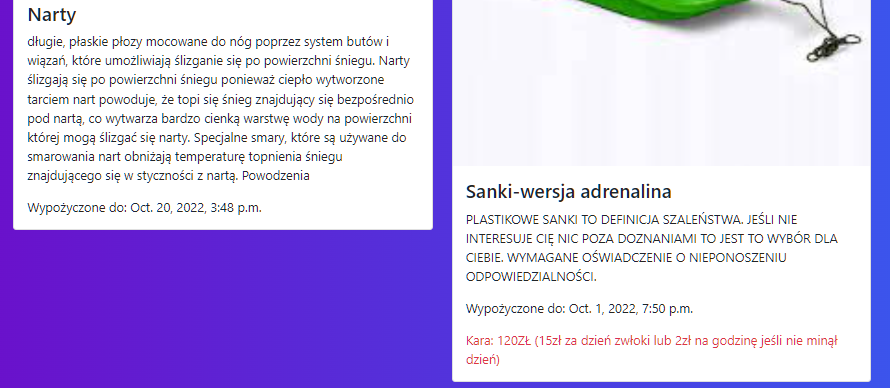 Narty
długie, płaskie płozy mocowane do nóg poprzez system butów i
wiązań, które umożliwiają ślizganie się po powierzchni śniegu. Narty
ślizgają się po powierzchni śniegu ponieważ ciepło wytworzone
tarciem nart powoduje, że topi się śnieg znajdujący się bezpośrednio
pod nartą, co wytwarza bardzo cienką warstwę wody na powierzchni
której mogą ślizgać się narty. Specjalne smary, które są używane do
smarowania nart obniżają temperaturę topnienia śniegu
znajdującego się w styczności z nartą. Powodzenia
Wypożyczone do: Oct. 20, 2022, 3:48 p.m.
Sanki-wersja adrenalina
PLASTIKOWE SANKI TO DEFINICJA SZALEŃSTWA. JEŚLI NIE
INTERESUJE CIĘ NIC POZA DOZNANIAMI TO JEST TO WYBÓR DLA
CIEBIE. WYMAGANE OŚWIADCZENIE O NIEPONOSZENIU
ODPOWIEDZIALNOŚCI.
Wypożyczone do: Oct. 1, 2022, 7:50 p.m.
Kara: 120ZŁ (15zł za dzień zwłoki lub 2zł na godzinę jeśli nie minął
dzień)